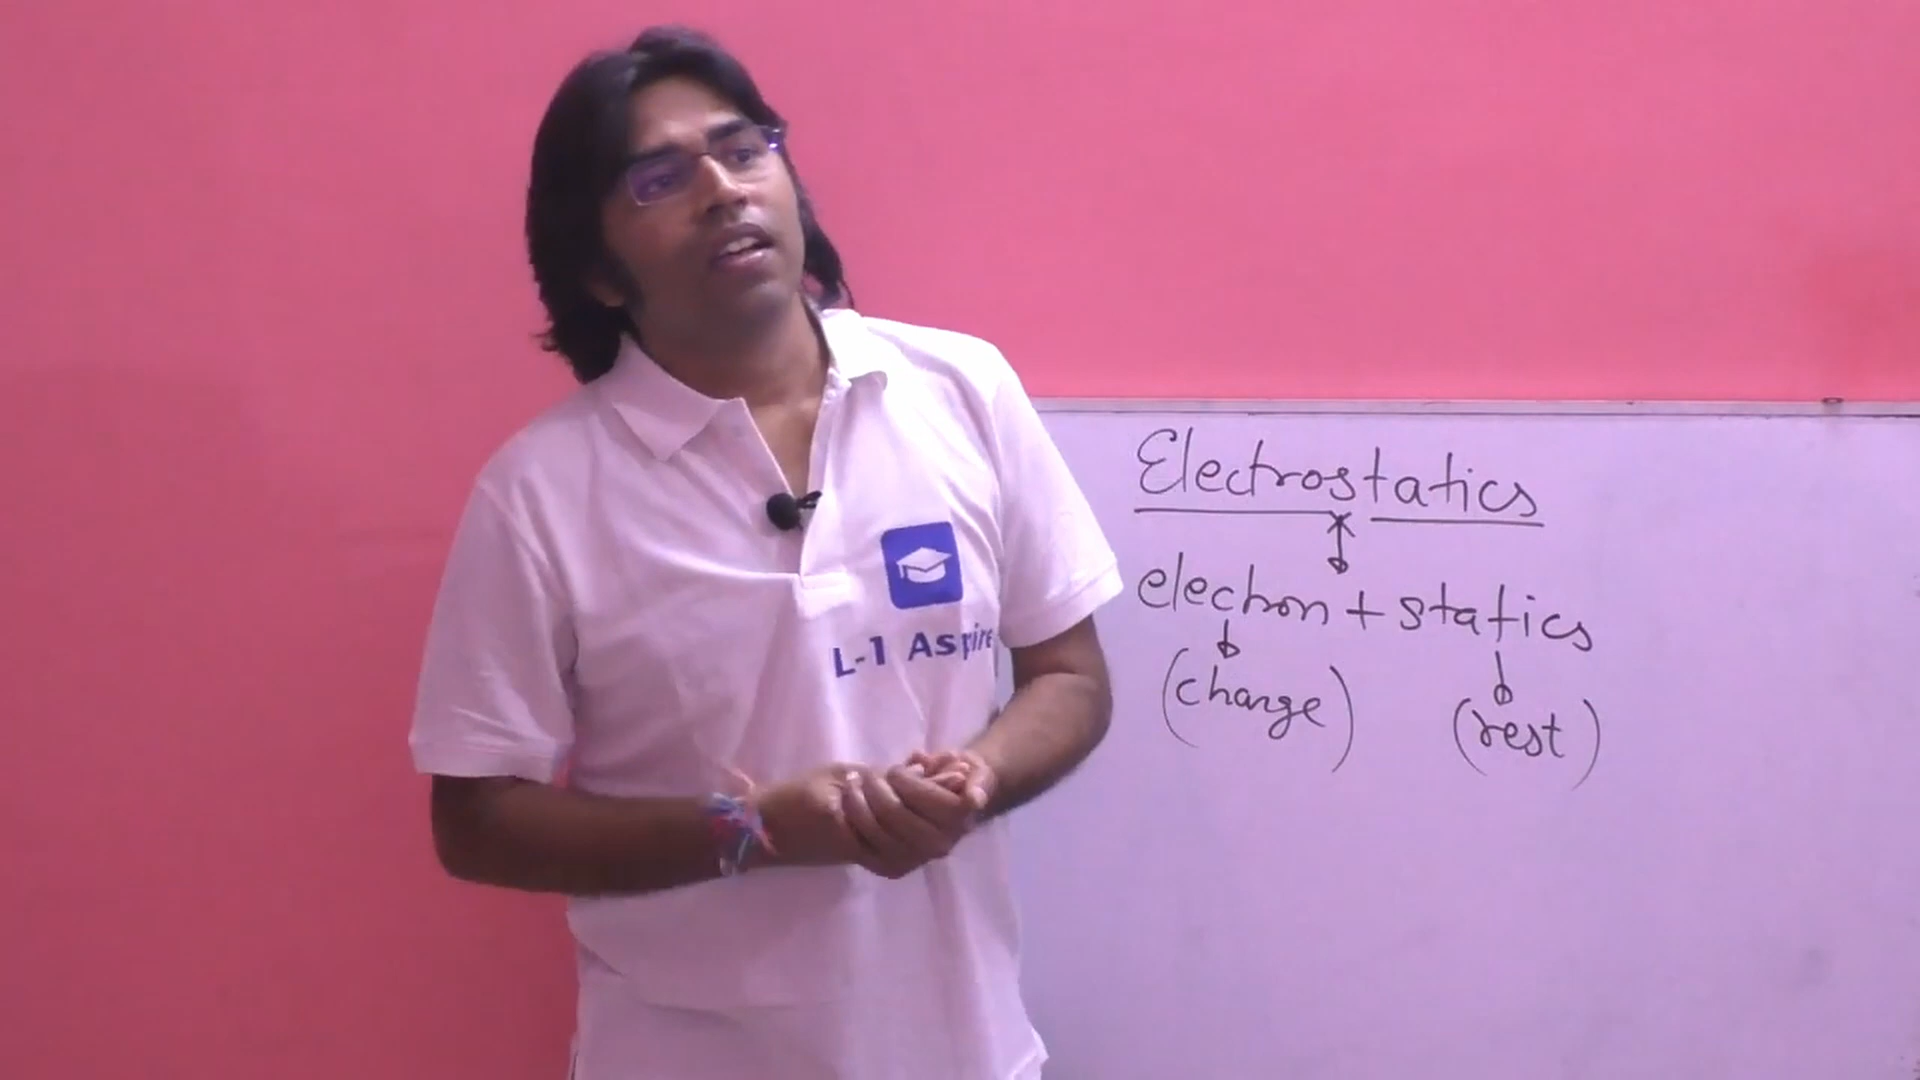 Electrostatics
electron + statics
(charge) (rest)
L-1 Aspire